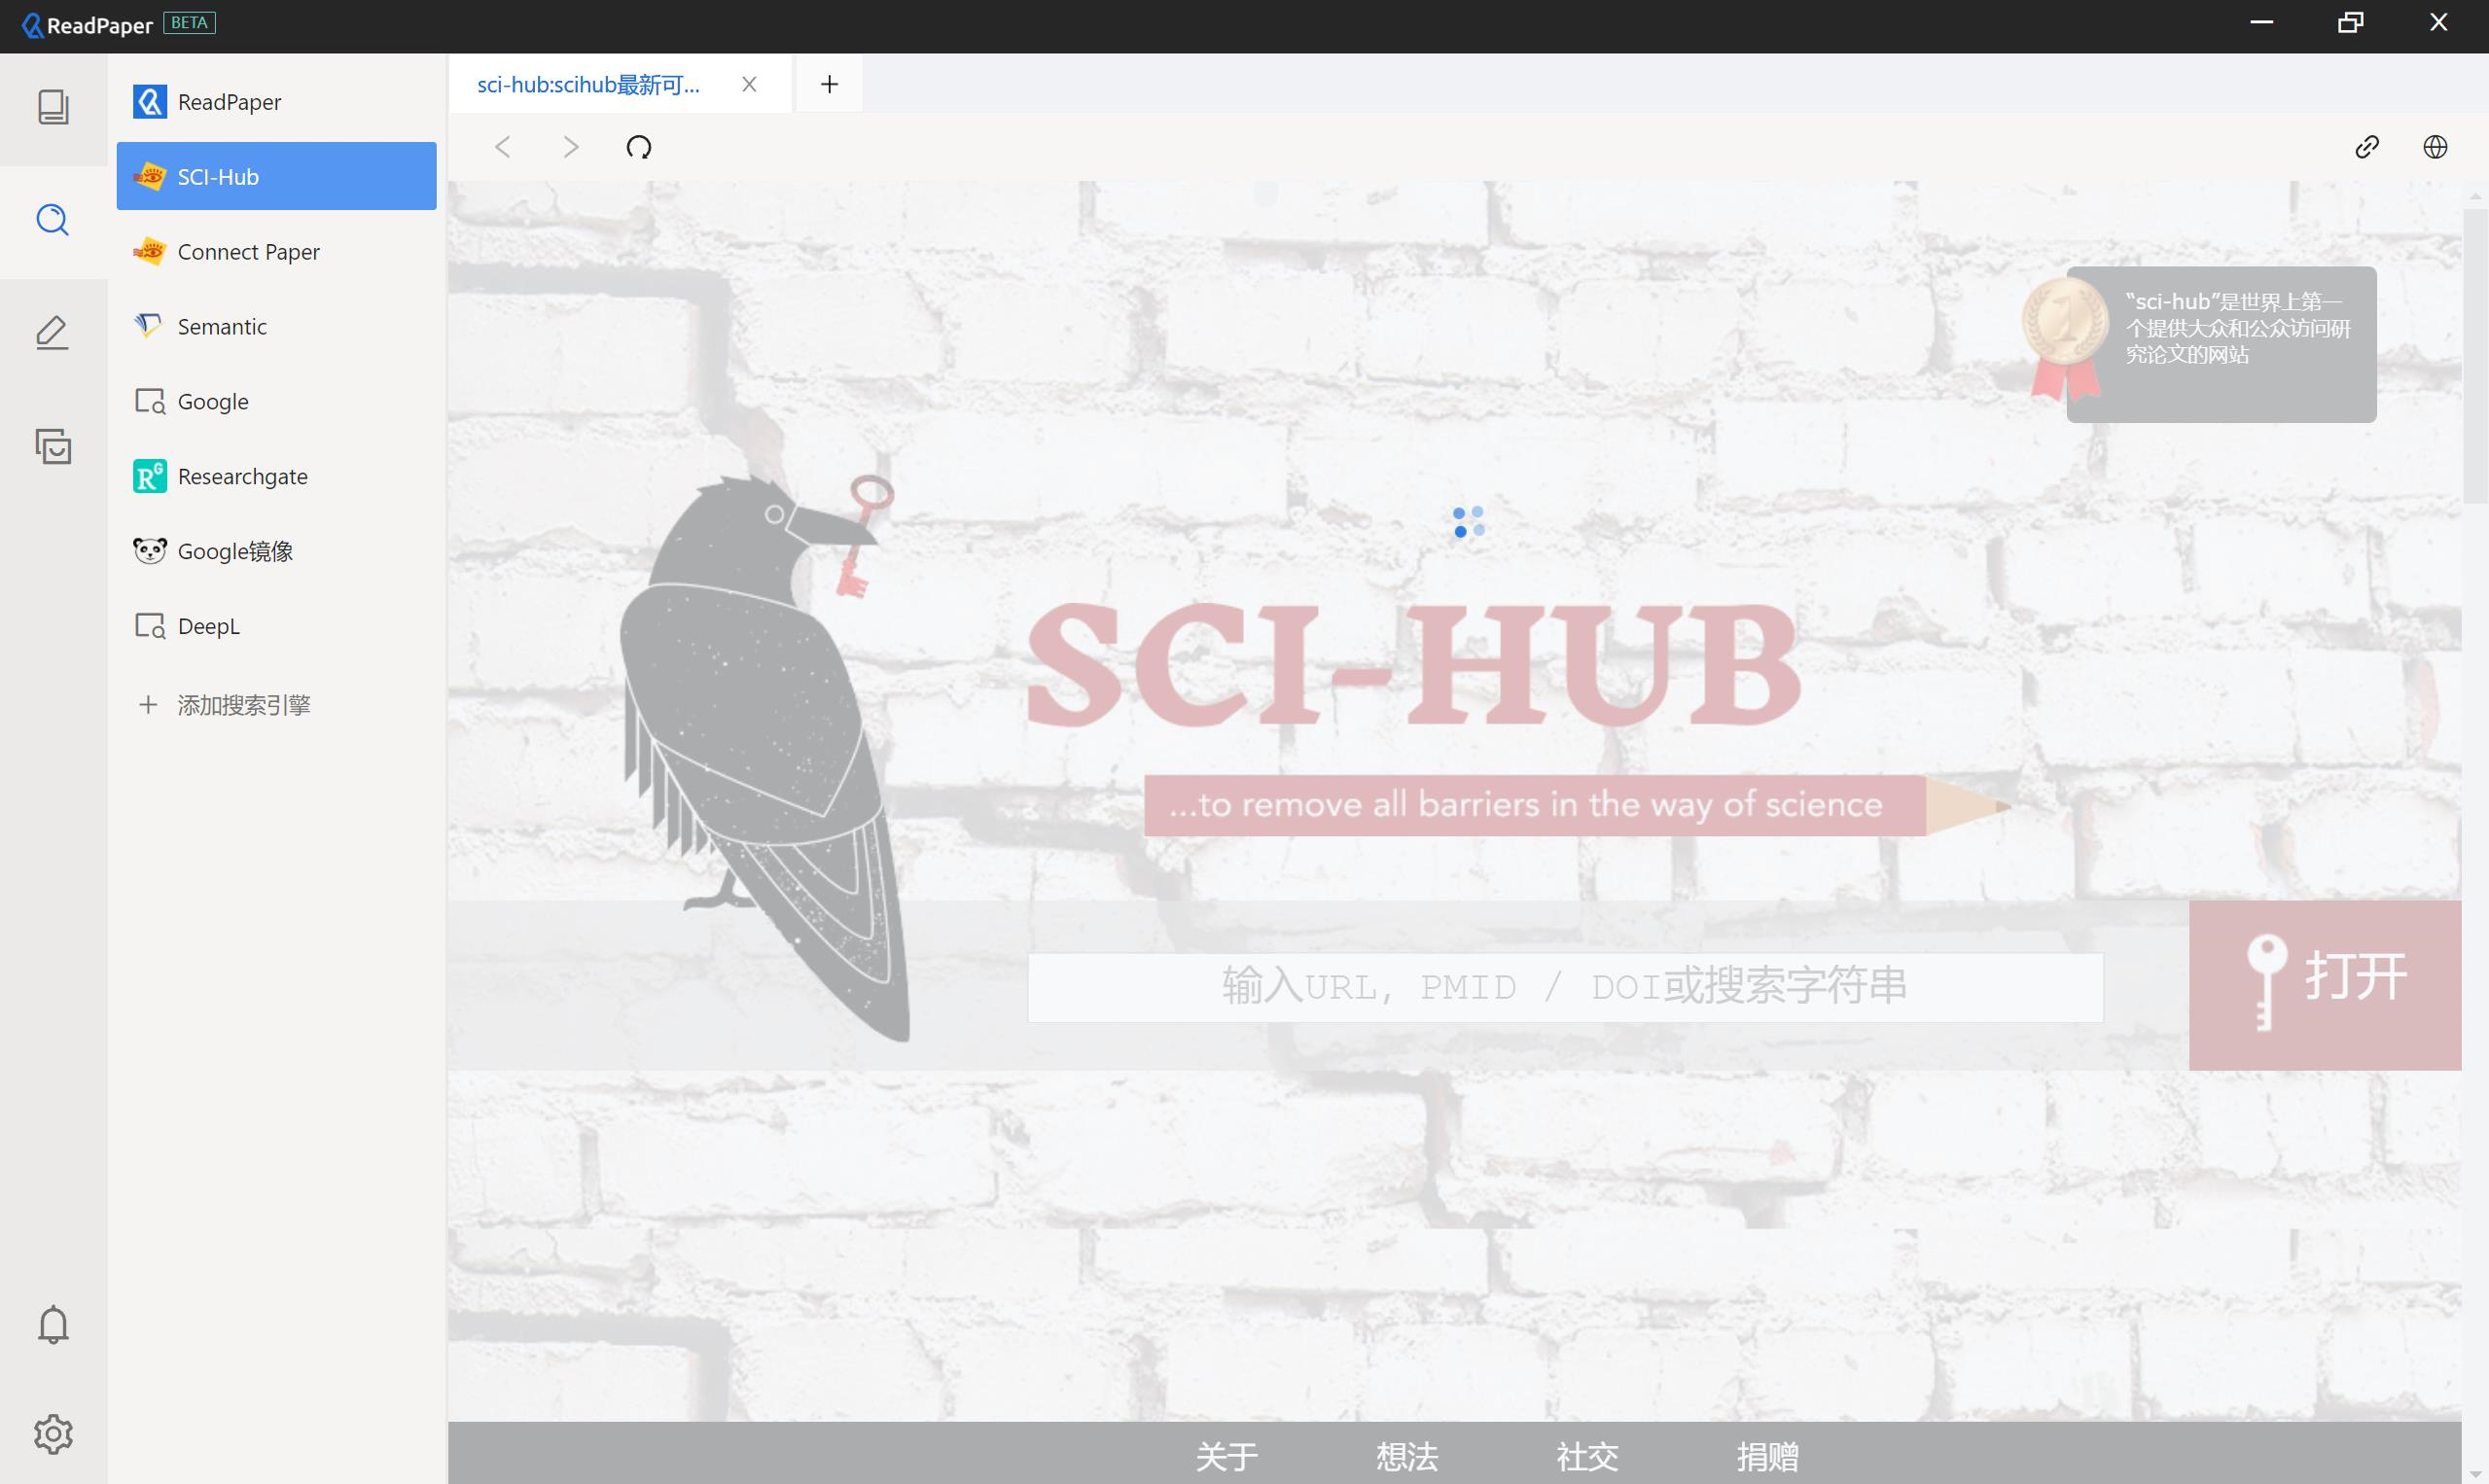 ReadPaper BETA
ReadPaper
SCI-Hub
Connect Paper
Semantic
Google
Researchgate
Google镜像
DeepL
添加搜索引擎
sci-hub:scihub最新可...
“sci-hub”是世界上第一
个提供大众和公众访问研
究论文的网站
SCI-HUB
...to remove all barriers in the way of science
输入URL, PMID / DOI或搜索字符串
打开
关于 想法 社交 捐赠